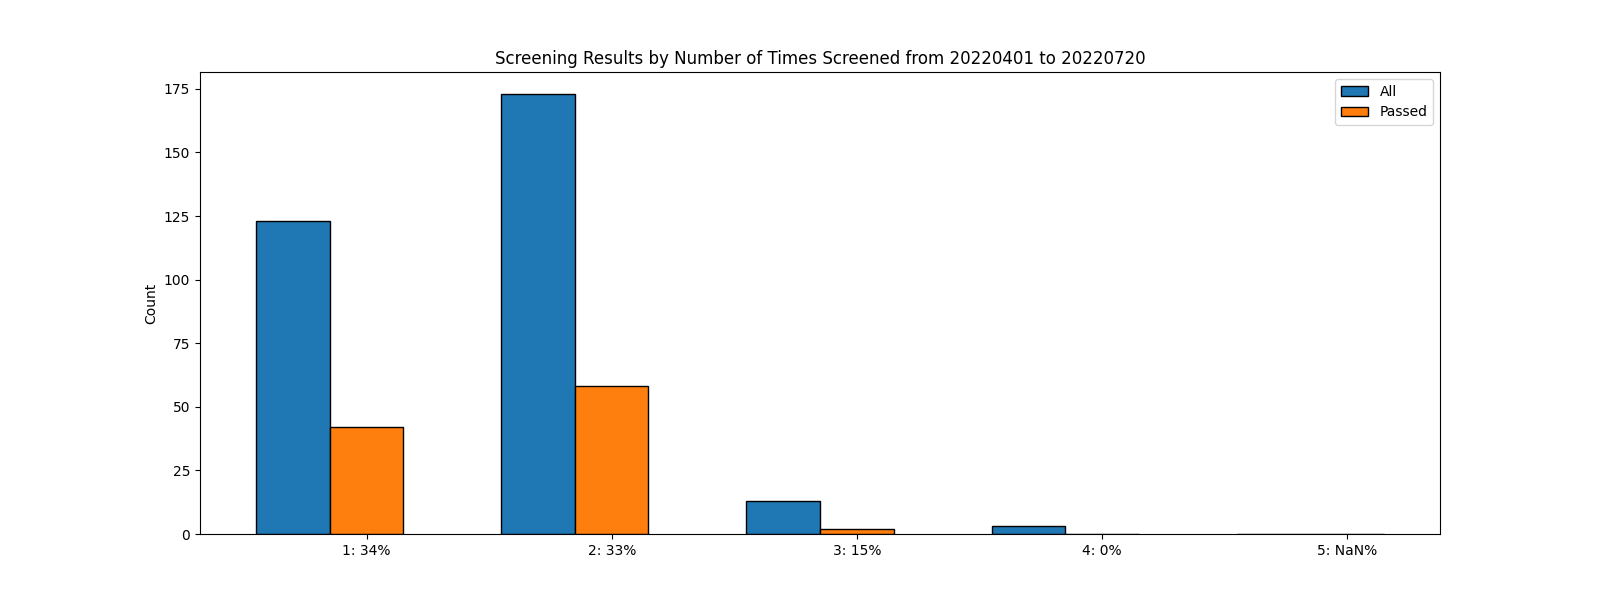 Screening Results by Number of Times Screened from 20220401 to 20220720
All
Passed
Count
175
150
125
100
75
50
25
0
1: 34%
2: 33%
3: 15%
4: 0%
5: NaN%